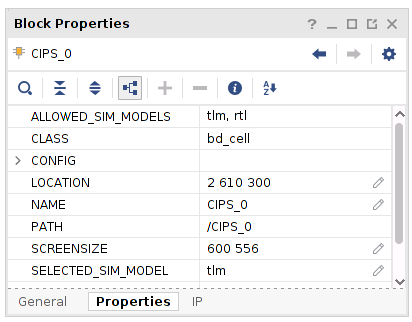 Block Properties
CIPS_0
ALLOWED_SIM_MODELS tlm, rtl
CLASS bd_cell
CONFIG
LOCATION 2 610 300
NAME CIPS_0
PATH /CIPS_0
SCREENSIZE 600 556
SELECTED_SIM_MODEL tlm
General Properties IP